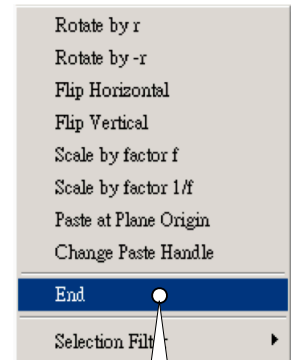 Rotate by r
Rotate by -r
Flip Horizontal
Flip Vertical
Scale by factor f
Scale by factor 1/f
Paste at Plane Origin
Change Paste Handle
End
Selection Filter